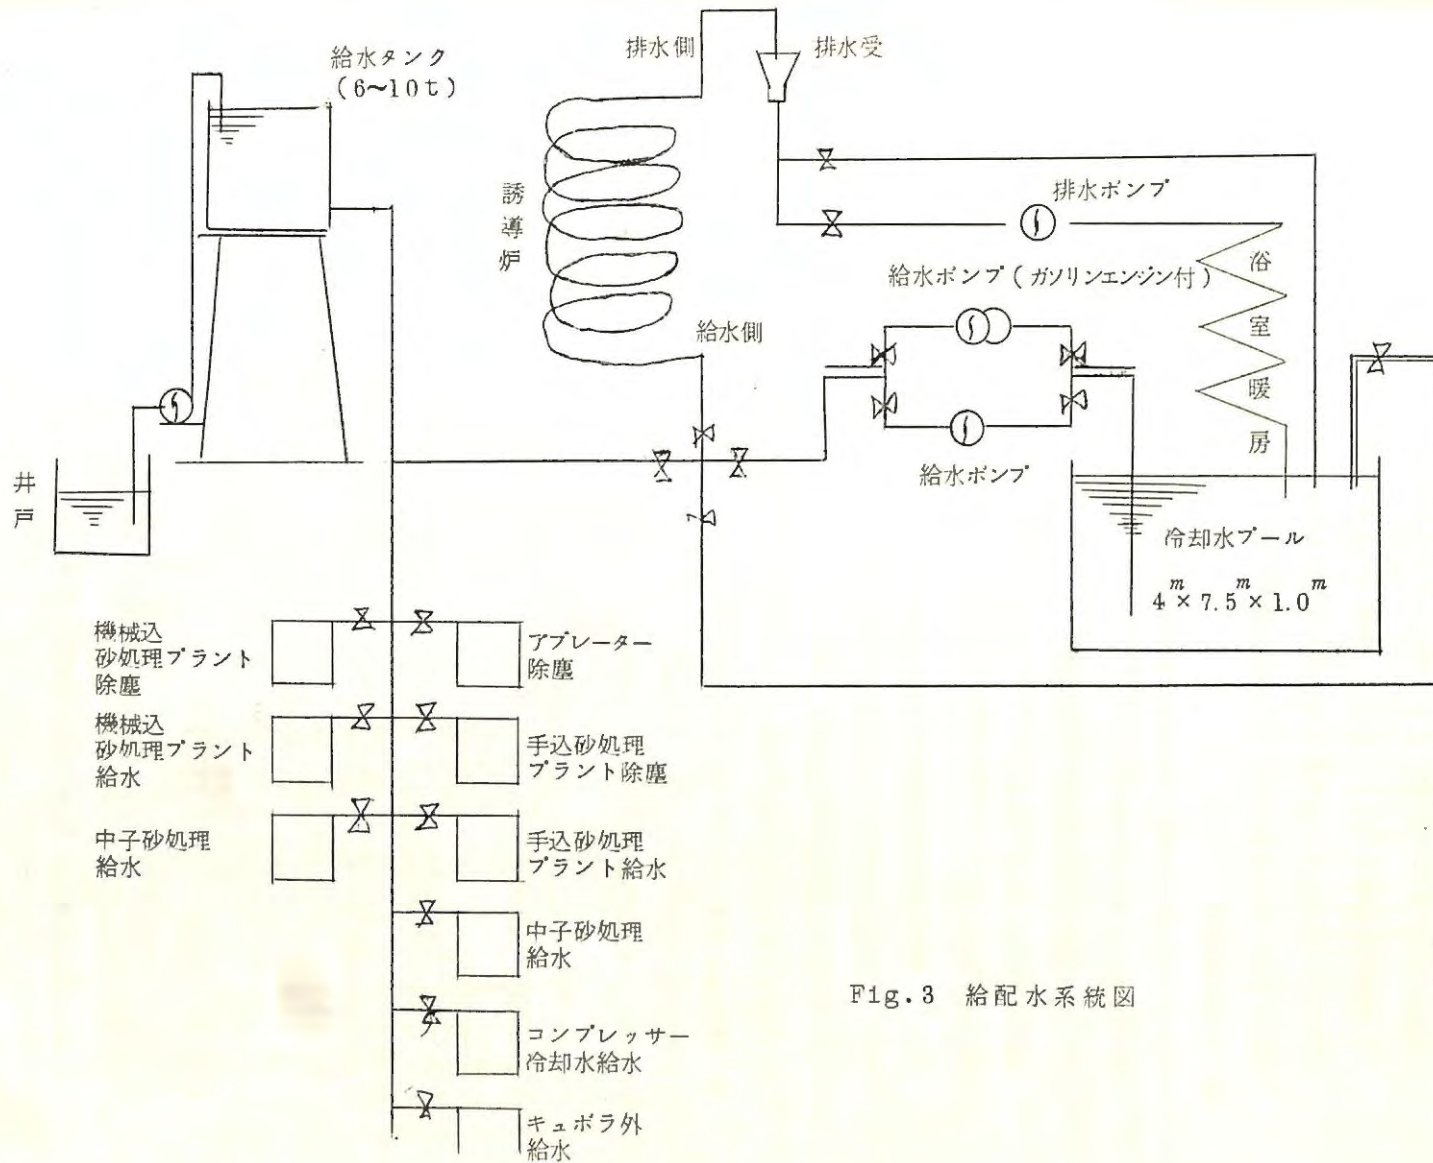 給水タンク
(6~10t)
排水側
排水受
誘導炉
排水ポンプ
給水ポンプ(ガソリンエンジン付)
浴室暖房
給水側
給水ポンプ
井戸
冷却水プール
4m×7.5m×1.0m
機械込
砂処理プラント
除塵
アブレーター
除塵
機械込
砂処理プラント
給水
手込砂処理
プラント除塵
中子砂処理
給水
手込砂処理
プラント給水
中子砂処理
給水
コンプレッサー
冷却水給水
キュポラ外
給水
Fig.3 給配水系統図